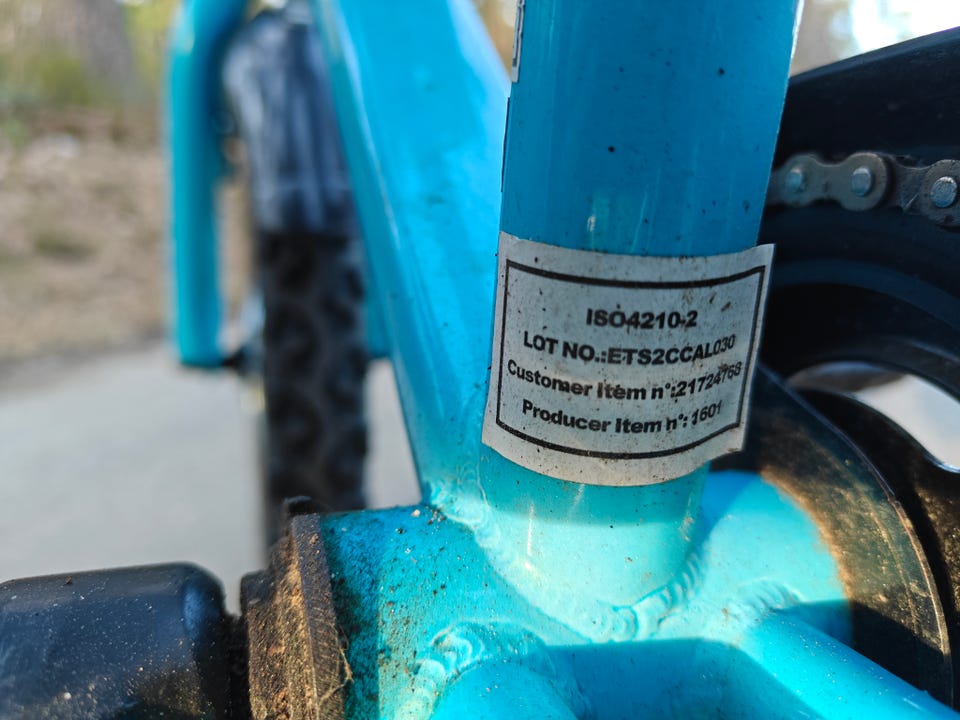 ISO4210-2
LOT NO.:ETS2CCAL030
Customer Item n°:21724768
Producer Item n°: 1601